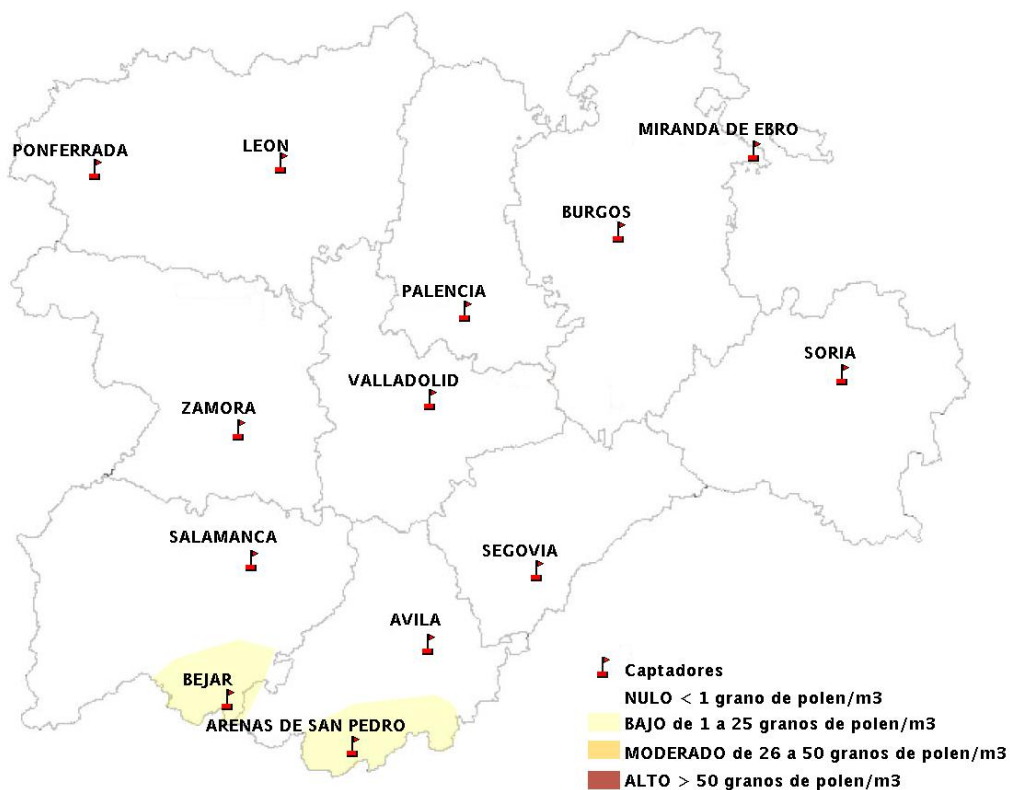 MIRANDA DE EBRO
PONFERRADA
LEON
BURGOS
PALENCIA
SORIA
VALLADOLID
ZAMORA
SALAMANCA
SEGOVIA
AVILA
BEJAR
ARENAS DE SAN PEDRO
Captadores
NULO < 1 grano de polen/m3
BAJO de 1 a 25 granos de polen/m3
MODERADO de 26 a 50 granos de polen/m3
ALTO > 50 granos de polen/m3